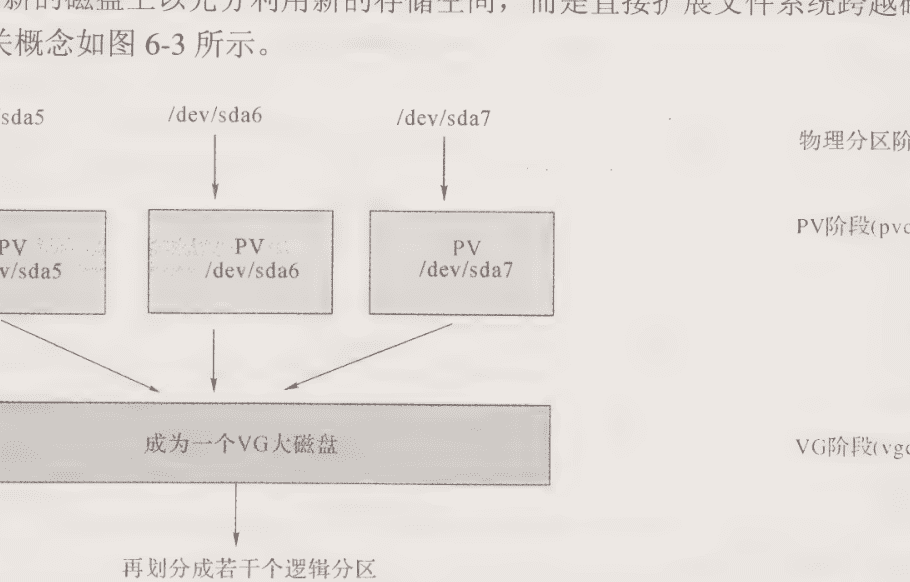 新的磁盘上以充分利用新的存储空间，而是直接扩展文件系统跨越
关概念如图 6-3 所示。
sda5 /dev/sda6 /dev/sda7
物理分区阶
PV PV PV PV阶段(pvc
v/sda5 /dev/sda6 /dev/sda7
成为一个VG大磁盘 VG阶段(vgc
再划分成若干个逻辑分区